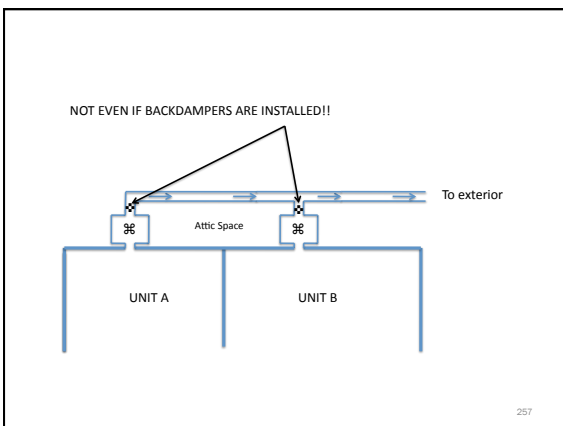 NOT EVEN IF BACKDAMPERS ARE INSTALLED!!
To exterior
⌘
Attic Space
⌘
UNIT A
UNIT B
257